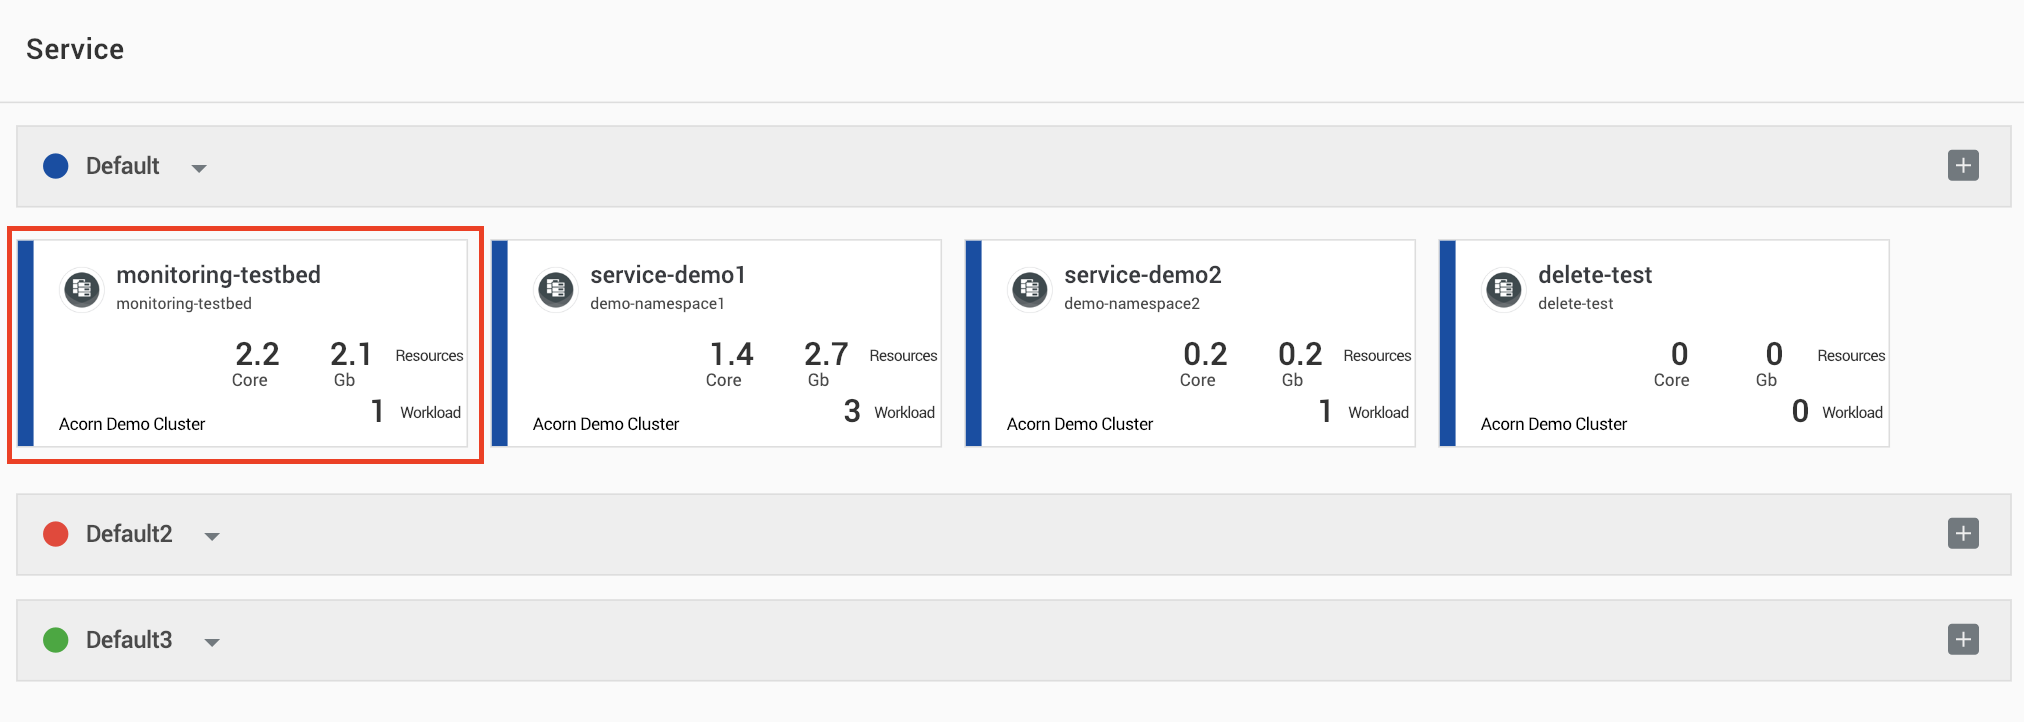 Service
Default
monitoring-testbed
monitoring-testbed
2.2 2.1 Resources
Core Gb
1 Workload
Acorn Demo Cluster
service-demo1
demo-namespace1
1.4 2.7 Resources
Core Gb
3 Workload
Acorn Demo Cluster
service-demo2
demo-namespace2
0.2 0.2 Resources
Core Gb
1 Workload
Acorn Demo Cluster
delete-test
delete-test
0 0 Resources
Core Gb
0 Workload
Acorn Demo Cluster
Default2
Default3